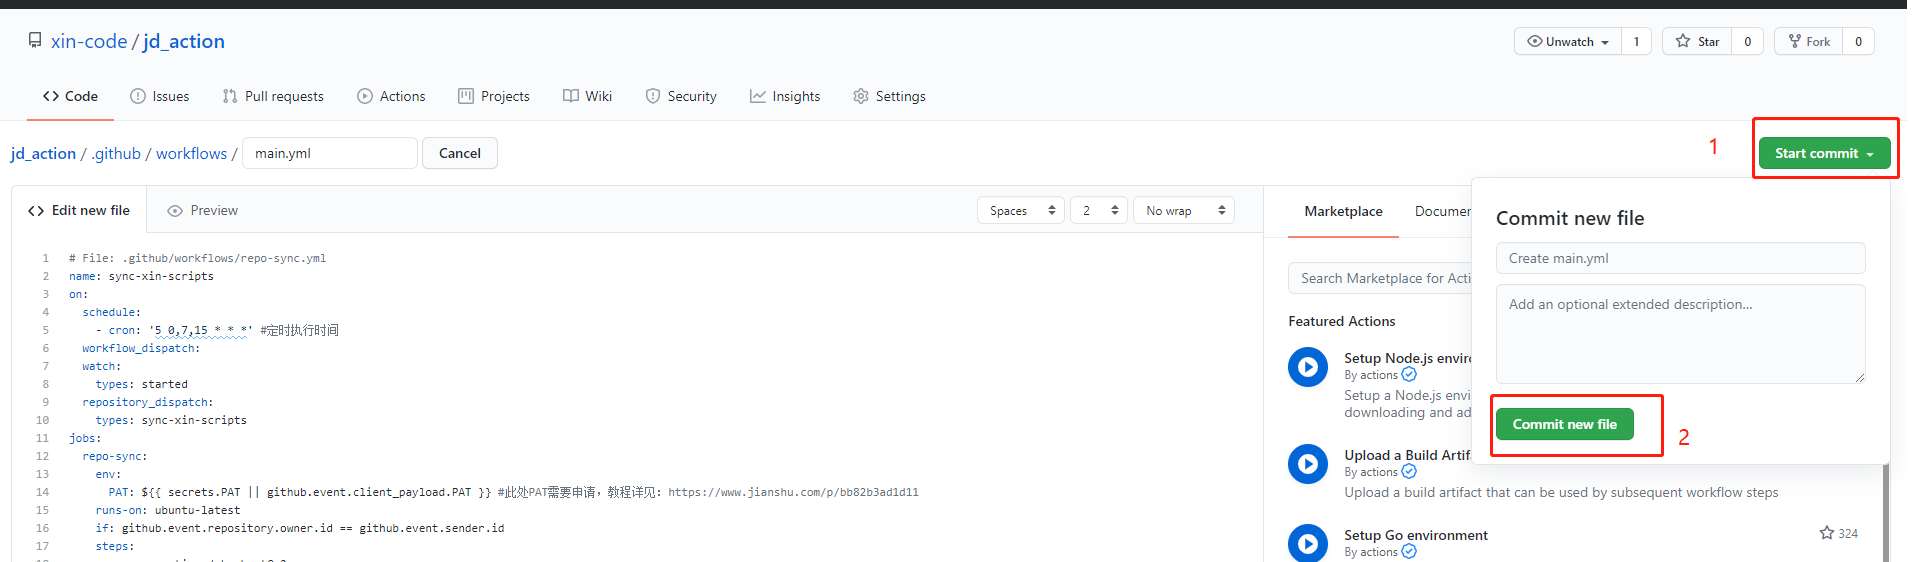 xin-code / jd_action
Unwatch 1 Star 0 Fork 0
Code Issues Pull requests Actions Projects Wiki Security Insights Settings
jd_action / .github / workflows / main.yml Cancel
1
Start commit
Edit new file Preview
Spaces 2 No wrap
1 # File: .github/workflows/repo-sync.yml
2 name: sync-xin-scripts
3 on:
4 schedule:
5 - cron: '5 0,7,15 * * *' #定时执行时间
6 workflow_dispatch:
7 watch:
8 types: started
9 repository_dispatch:
10 types: sync-xin-scripts
11 jobs:
12 repo-sync:
13 env:
14 PAT: ${{ secrets.PAT || github.event.client_payload.PAT }} #此处PAT需要申请，教程详见: https://www.jianshu.com/p/bb82b3ad1d11
15 runs-on: ubuntu-latest
16 if: github.event.repository.owner.id == github.event.sender.id
17 steps:
Marketplace Documen
Search Marketplace for Acti
Featured Actions
Setup Node.js enviro
By actions
Setup a Node.js envi
downloading and ad
Upload a Build Artif
By actions
Upload a build artifact that can be used by subsequent workflow steps
Setup Go environment
324
By actions
Commit new file
Create main.yml
Add an optional extended description...
Commit new file
2